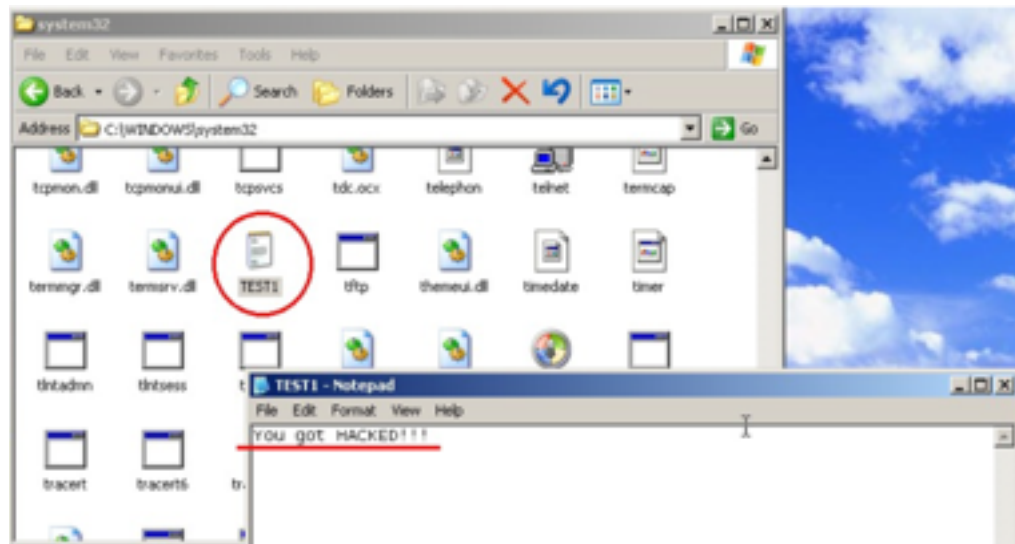 system32
File Edit View Favorites Tools Help
Back Search Folders
Address C:\WINDOWS\system32 Go
tcpmon.dll tcpmonui.dll tcpsvcs tdc.ocx telephon telnet termcap
termmgr.dll termsrv.dll TEST1 tftp themeui.dll timedate timer
tlntadmn tlntsess t
TEST1 - Notepad
File Edit Format View Help
You got HACKED!!!
tracert tracert6 tr